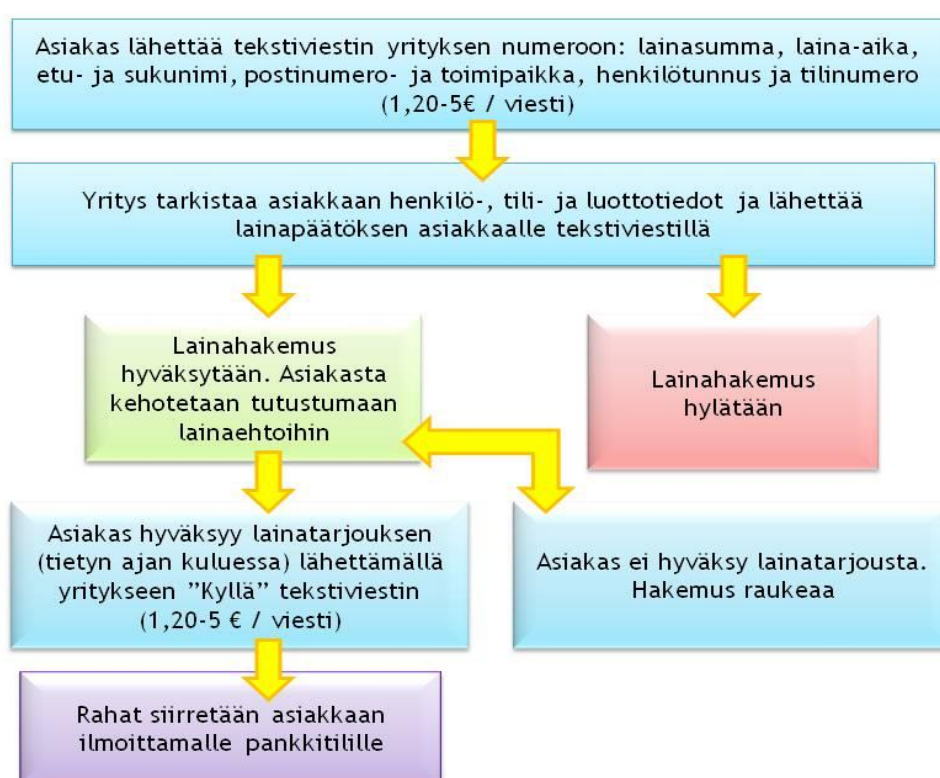 Asiakas lähettää tekstiviestin yrityksen numeroon: lainasumma, laina-aika,
etu- ja sukunimi, postinumero- ja toimipaikka, henkilötunnus ja tilinumero
(1,20-5€ / viesti)
Yritys tarkistaa asiakkaan henkilö-, tili- ja luottotiedot ja lähettää
lainapäätöksen asiakkaalle tekstiviestillä
Lainahakemus
hyväksytään. Asiakasta
kehotetaan tutustumaan
lainaehtoihin
Lainahakemus
hylätään
Asiakas hyväksyy lainatarjouksen
(tietyn ajan kuluessa) lähettämällä
yritykseen ”Kyllä” tekstiviestin
(1,20-5 € / viesti)
Asiakas ei hyväksy lainatarjousta.
Hakemus raukeaa
Rahat siirretään asiakkaan
ilmoittamalle pankkitilille